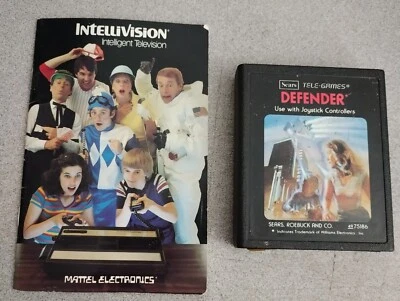 INTELLIVISION®
Intelligent Television
MATTEL ELECTRONICS®
Sears TELE-GAMES®
DEFENDER*
Use with Joystick Controllers
SEARS, ROEBUCK AND CO.
* Indicates Trademark of Williams Electronics, Inc.
75186